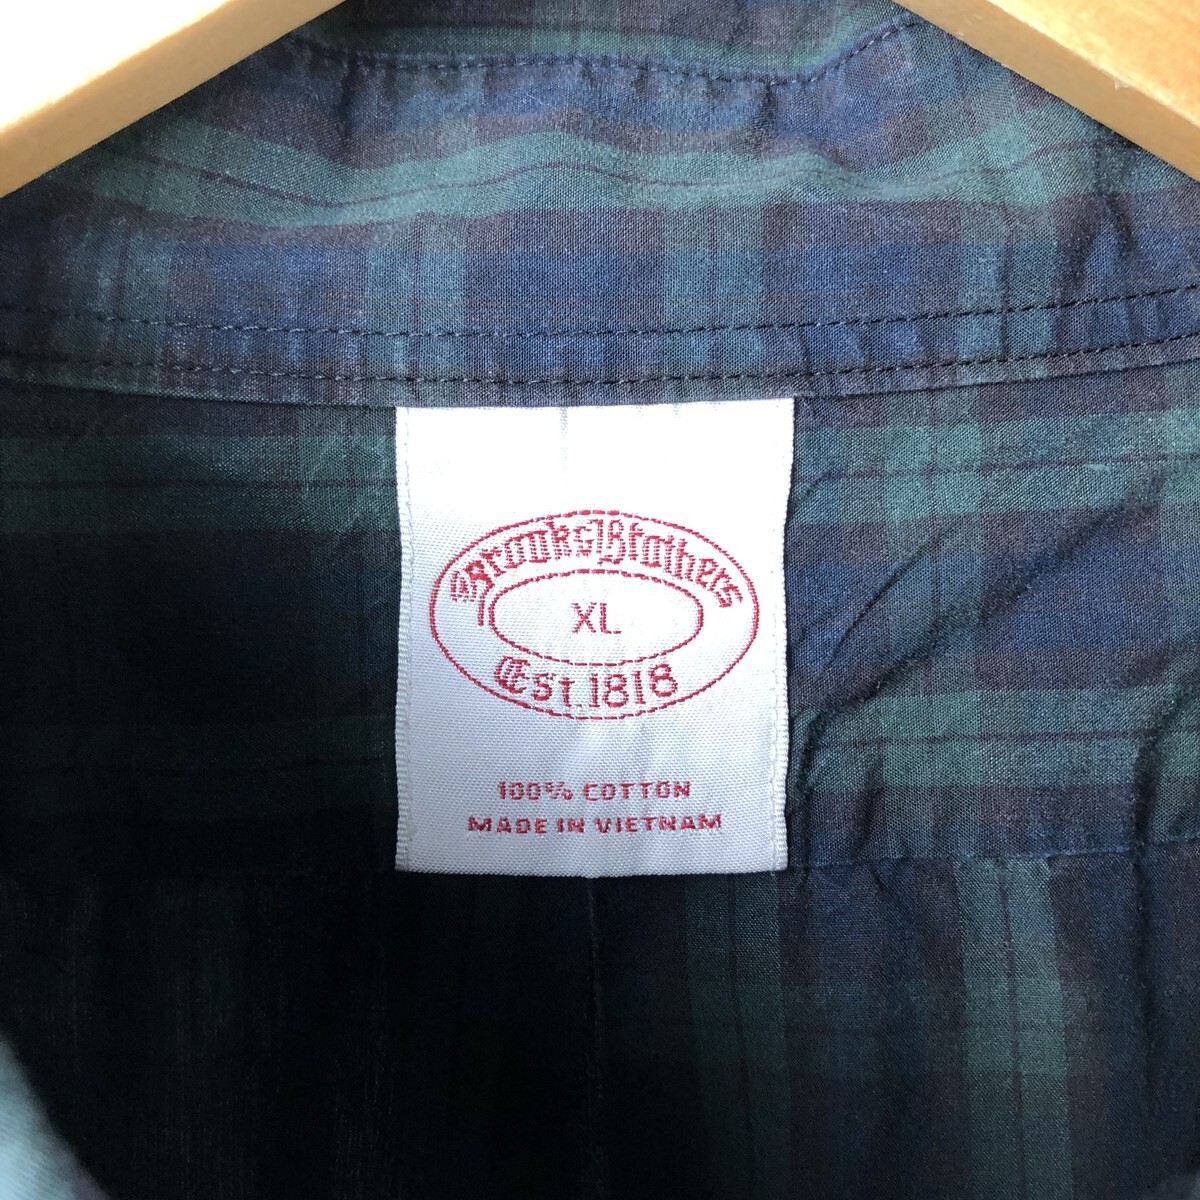 Brooks Brothers
XL
Est. 1818
100% COTTON
MADE IN VIETNAM